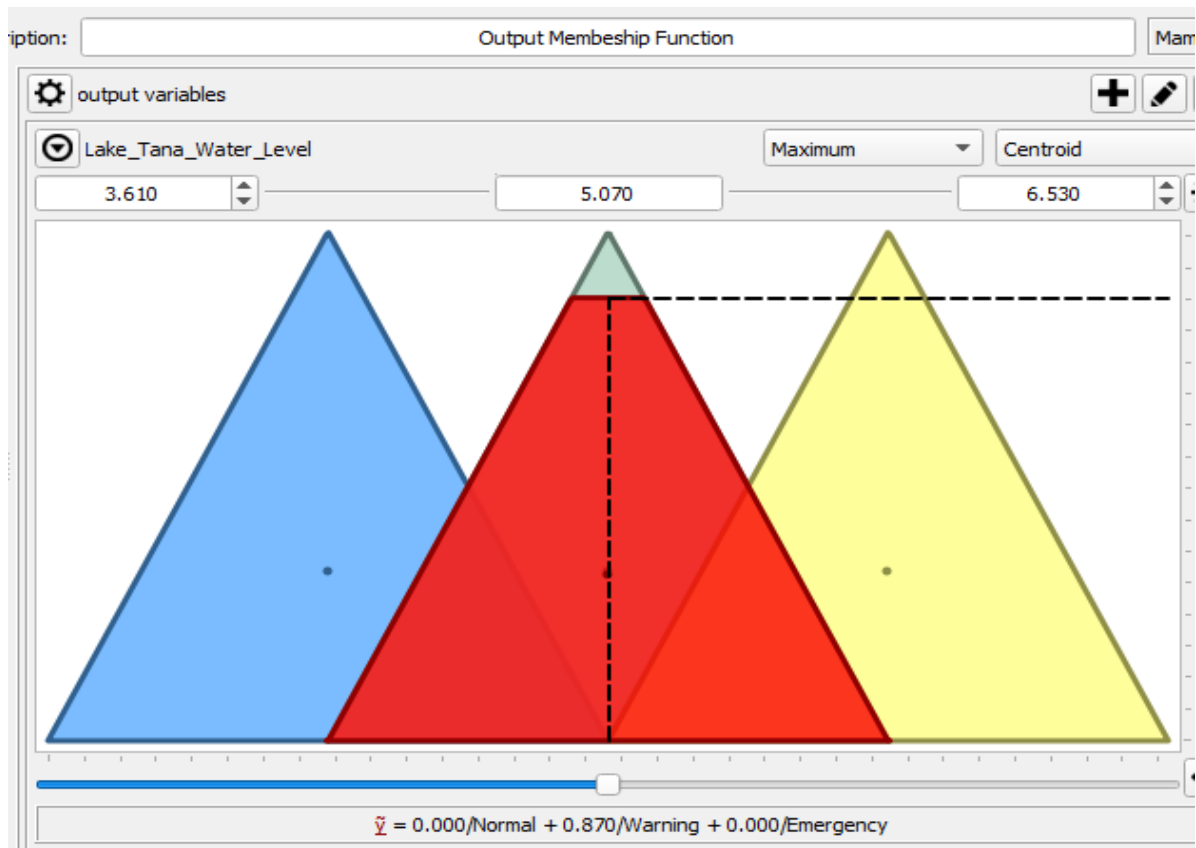 ription: Output Membeship Function Mam
output variables
Lake_Tana_Water_Level Maximum Centroid
3.610 5.070 6.530
ỹ = 0.000/Normal + 0.870/Warning + 0.000/Emergency